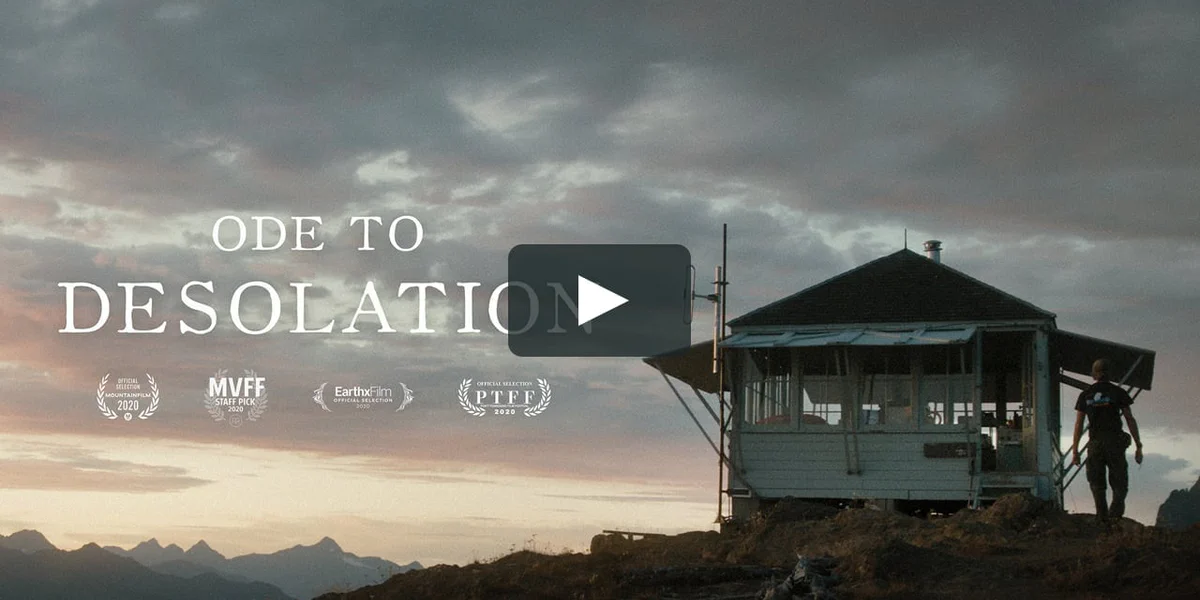 ODE TO
DESOLATION
OFFICIAL
SELECTION
MOUNTAINFILM
2020
MVFF
STAFF PICK
2020
EarthxFilm
OFFICIAL SELECTION
2020
OFFICIAL SELECTION
PTFF
2020